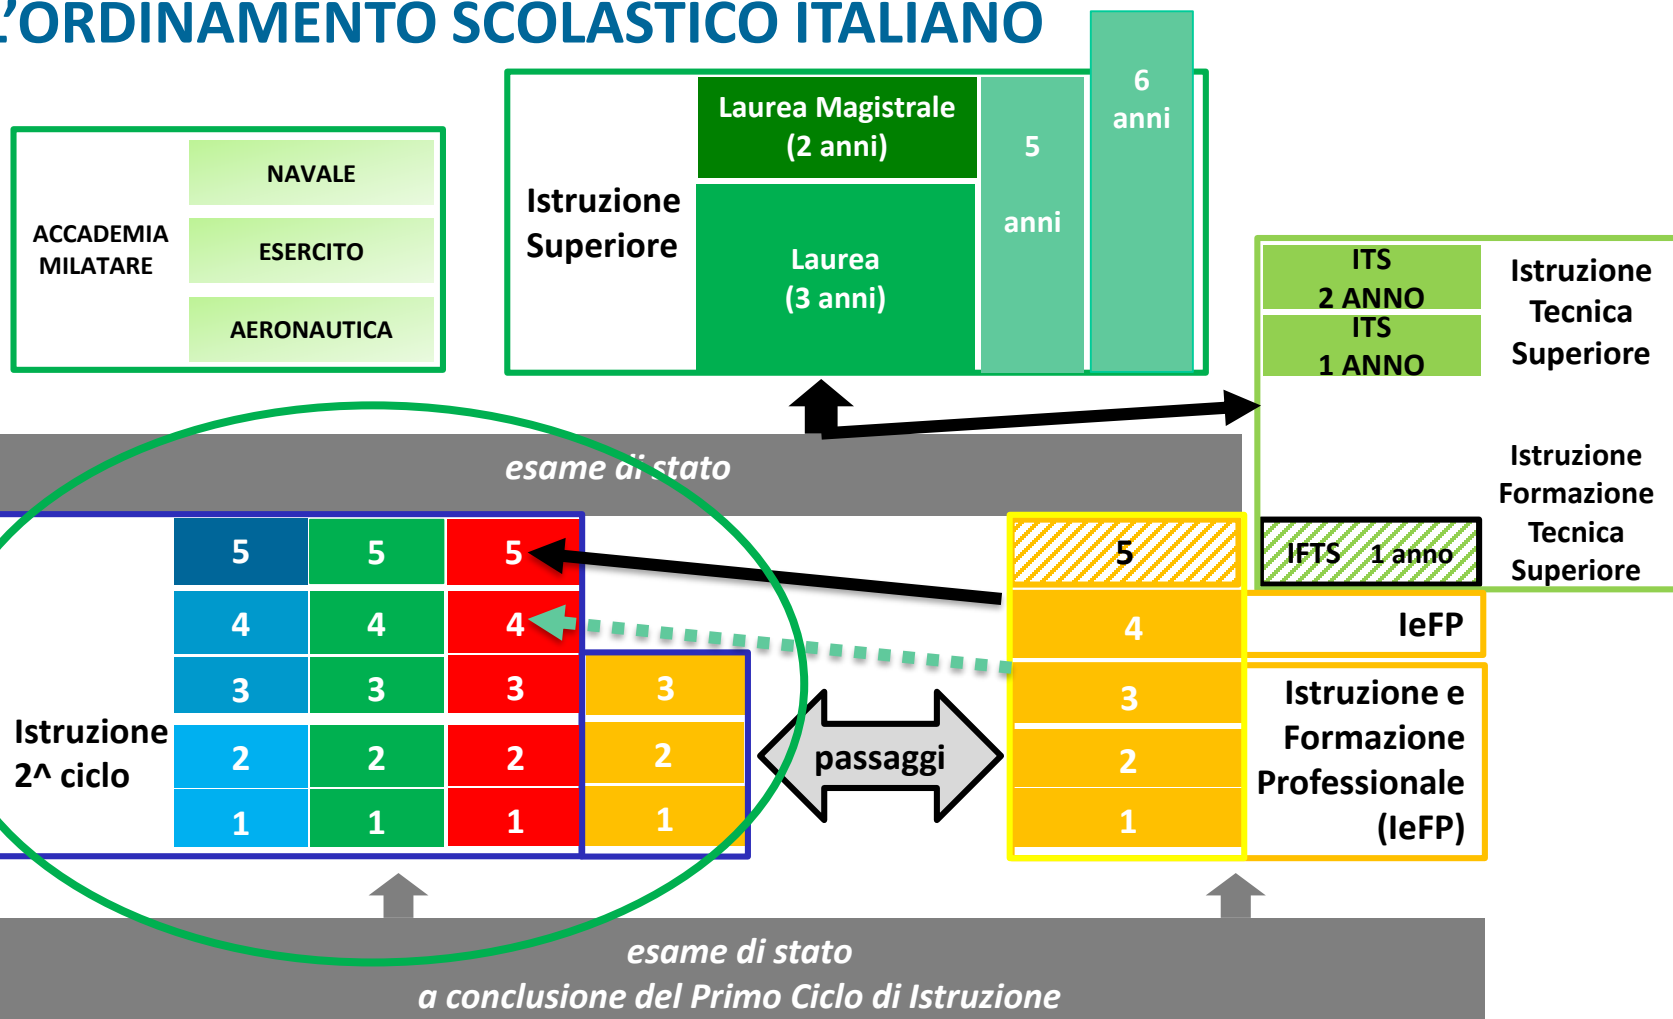 L'ORDINAMENTO SCOLASTICO ITALIANO
ACCADEMIA
MILATARE
NAVALE
ESERCITO
AERONAUTICA
Istruzione
Superiore
Laurea Magistrale
(2 anni)
Laurea
(3 anni)
5
anni
6
anni
ITS
2 ANNO
ITS
1 ANNO
Istruzione
Tecnica
Superiore
Istruzione
Formazione
Tecnica
Superiore
IFTS 1 anno
esame di stato
Istruzione
2^ ciclo
5 5 5
4 4 4
3 3 3 3
2 2 2 2
1 1 1 1
passaggi
5
4
3
2
1
IeFP
Istruzione e
Formazione
Professionale
(IeFP)
esame di stato
a conclusione del Primo Ciclo di Istruzione